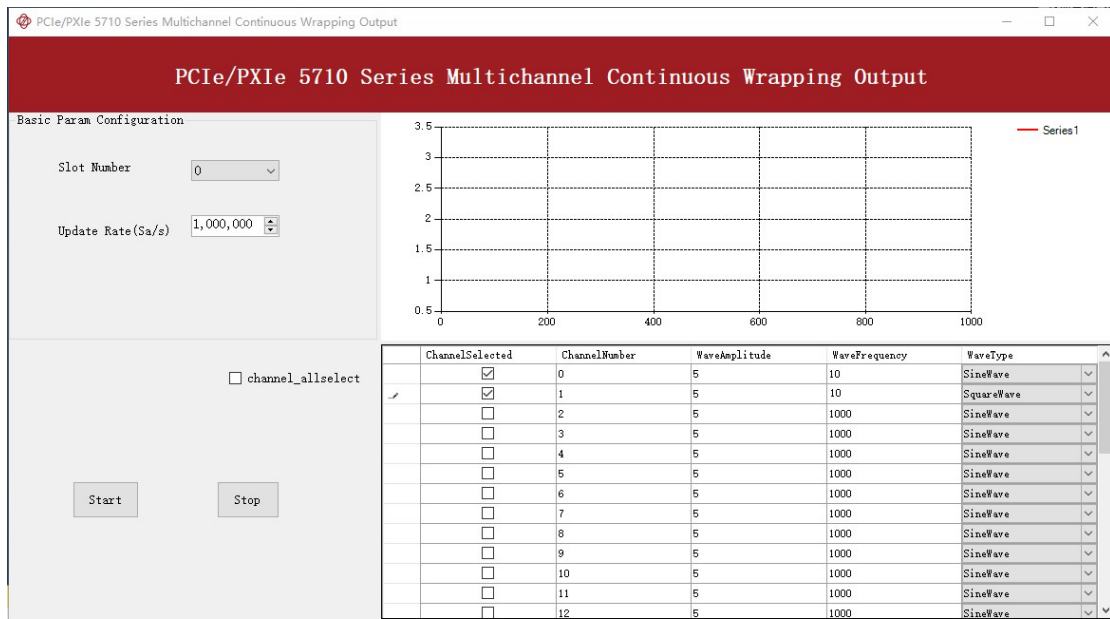 PCIe/PXIe 5710 Series Multichannel Continuous Wrapping Output
PCIe/PXIe 5710 Series Multichannel Continuous Wrapping Output
Basic Param Configuration
Slot Number
0
Update Rate(Sa/s)
1,000,000
3.5
3
2.5
2
1.5
1
0.5
0
200
400
600
800
1000
Series1
channel_allselect
Start
Stop
ChannelSelected ChannelNumber WaveAmplitude WaveFrequency WaveType
0 5 10 SineWave
1 5 10 SquareWave
2 5 1000 SineWave
3 5 1000 SineWave
4 5 1000 SineWave
5 5 1000 SineWave
6 5 1000 SineWave
7 5 1000 SineWave
8 5 1000 SineWave
9 5 1000 SineWave
10 5 1000 SineWave
11 5 1000 SineWave
12 5 1000 SineWave